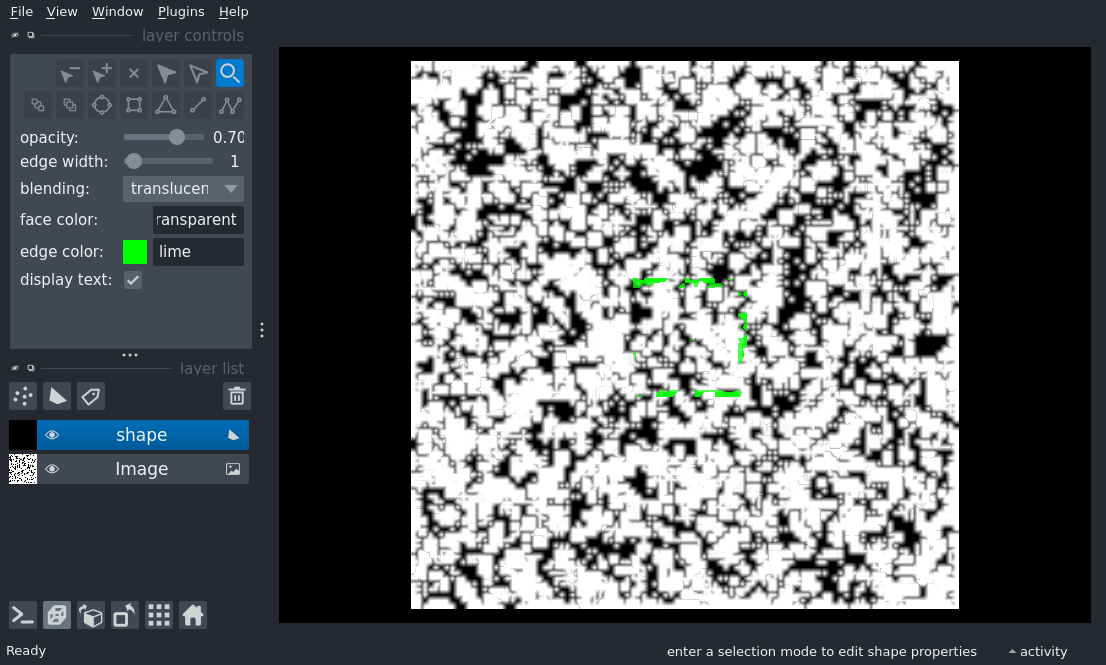 File View Window Plugins Help
layer controls
opacity: 0.70
edge width: 1
blending: translucen
face color: ransparent
edge color: lime
display text:
layer list
shape
Image
Ready
enter a selection mode to edit shape properties
activity